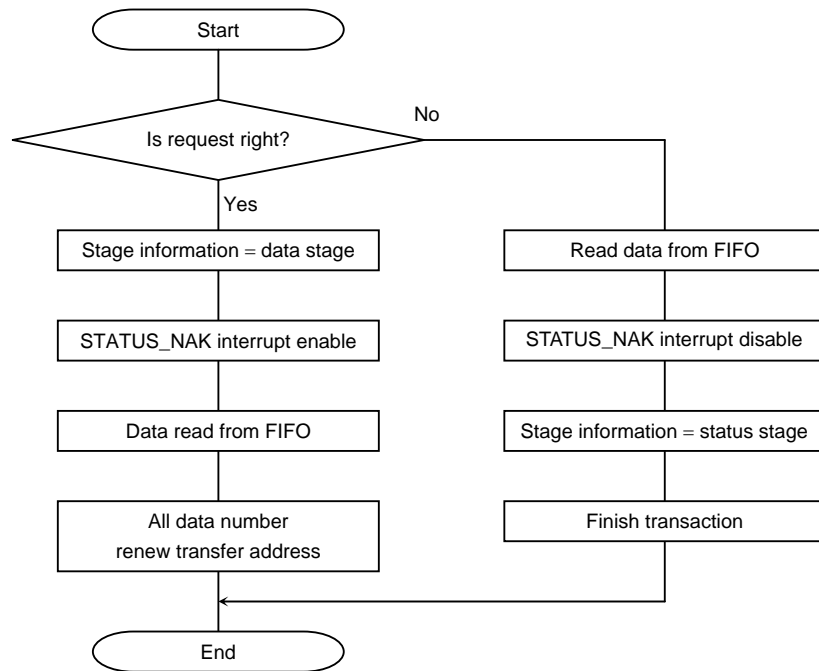 Start
Is request right?
No
Yes
Stage information = data stage
STATUS_NAK interrupt enable
Data read from FIFO
All data number
renew transfer address
Read data from FIFO
STATUS_NAK interrupt disable
Stage information = status stage
Finish transaction
End